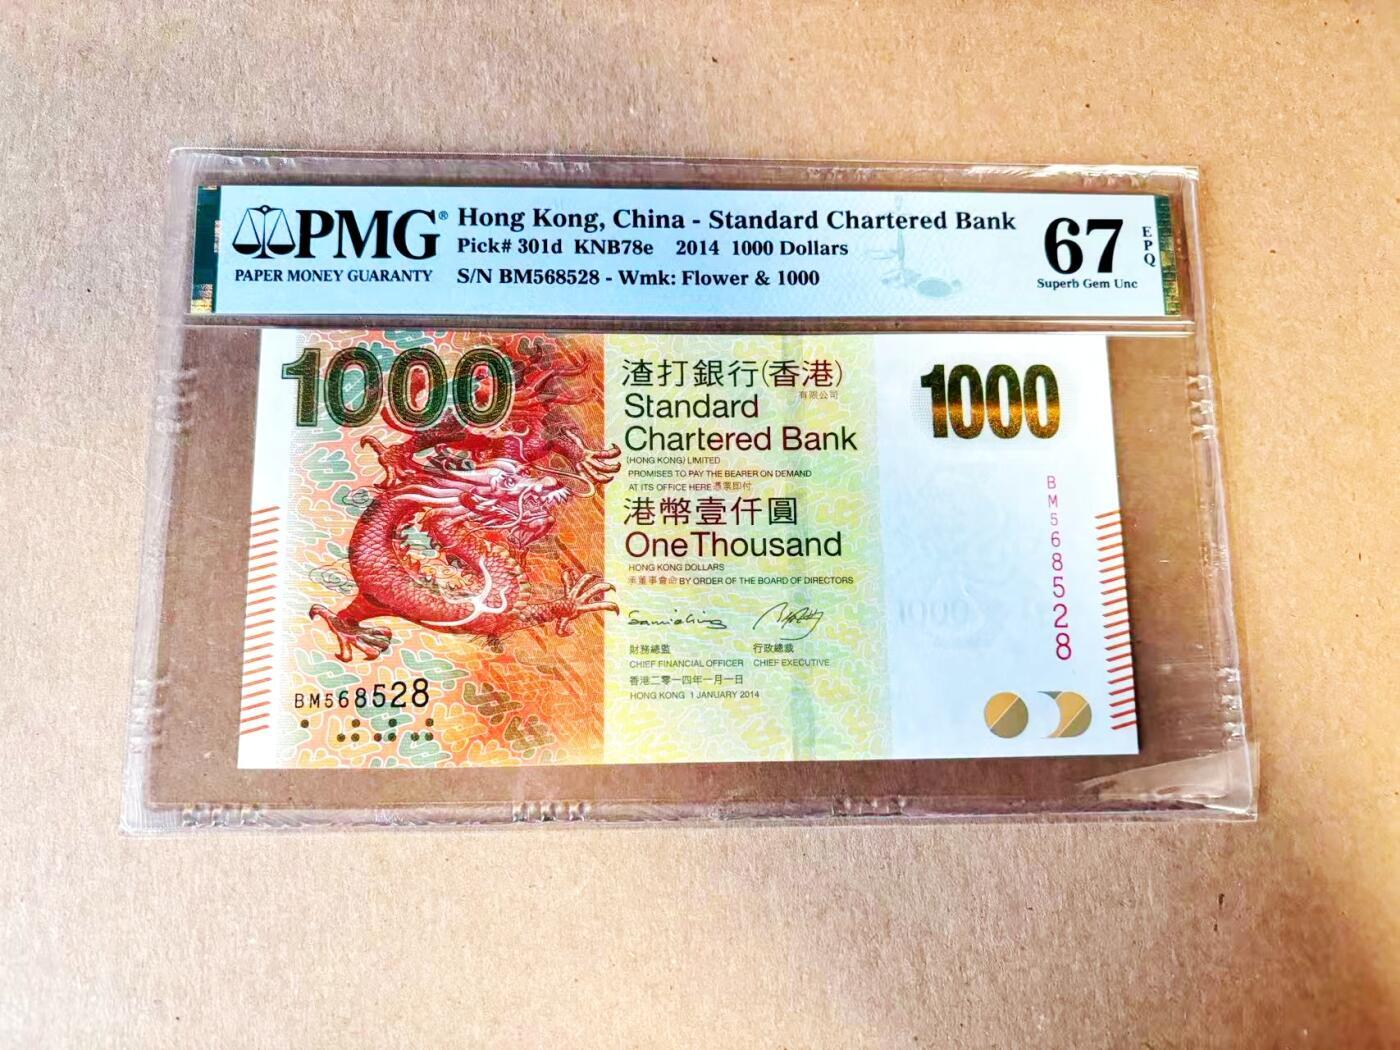 PMG®
PAPER MONEY GUARANTY
Hong Kong, China - Standard Chartered Bank
Pick# 301d KNB78e 2014 1000 Dollars
S/N BM568528 - Wmk: Flower & 1000
67
EPQ
Superb Gem Unc
1000
渣打銀行(香港)
有限公司
Standard
Chartered Bank
(HONG KONG) LIMITED
PROMISES TO PAY THE BEARER ON DEMAND
AT ITS OFFICE HERE 憑票即付
港幣壹仟圓
One Thousand
HONG KONG DOLLARS
承董事會命 BY ORDER OF THE BOARD OF DIRECTORS
財務總監 行政總裁
CHIEF FINANCIAL OFFICER CHIEF EXECUTIVE
香港二零一四年一月一日
HONG KONG 1 JANUARY 2014
BM568528
1000
BM568528
1000